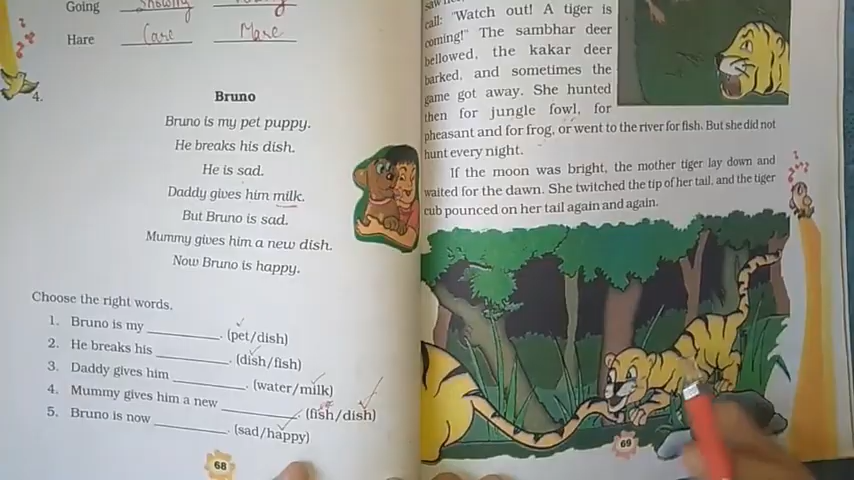 Going
Hare Care Mare
4.
Bruno
Bruno is my pet puppy.
He breaks his dish.
He is sad.
Daddy gives him milk.
But Bruno is sad.
Mummy gives him a new dish.
Now Bruno is happy.
Choose the right words.
1. Bruno is my __________. (pet/dish)
2. He breaks his __________. (dish/fish)
3. Daddy gives him __________. (water/milk)
4. Mummy gives him a new __________. (fish/dish)
5. Bruno is now __________. (sad/happy)
68
call: "Watch out! A tiger is
coming!" The sambhar deer
bellowed, the kakar deer
barked, and sometimes the
game got away. She hunted
then for jungle fowl, for
pheasant and for frog, or went to the river for fish. But she did not
hunt every night.
If the moon was bright, the mother tiger lay down and
waited for the dawn. She twitched the tip of her tail, and the tiger
cub pounced on her tail again and again.
69